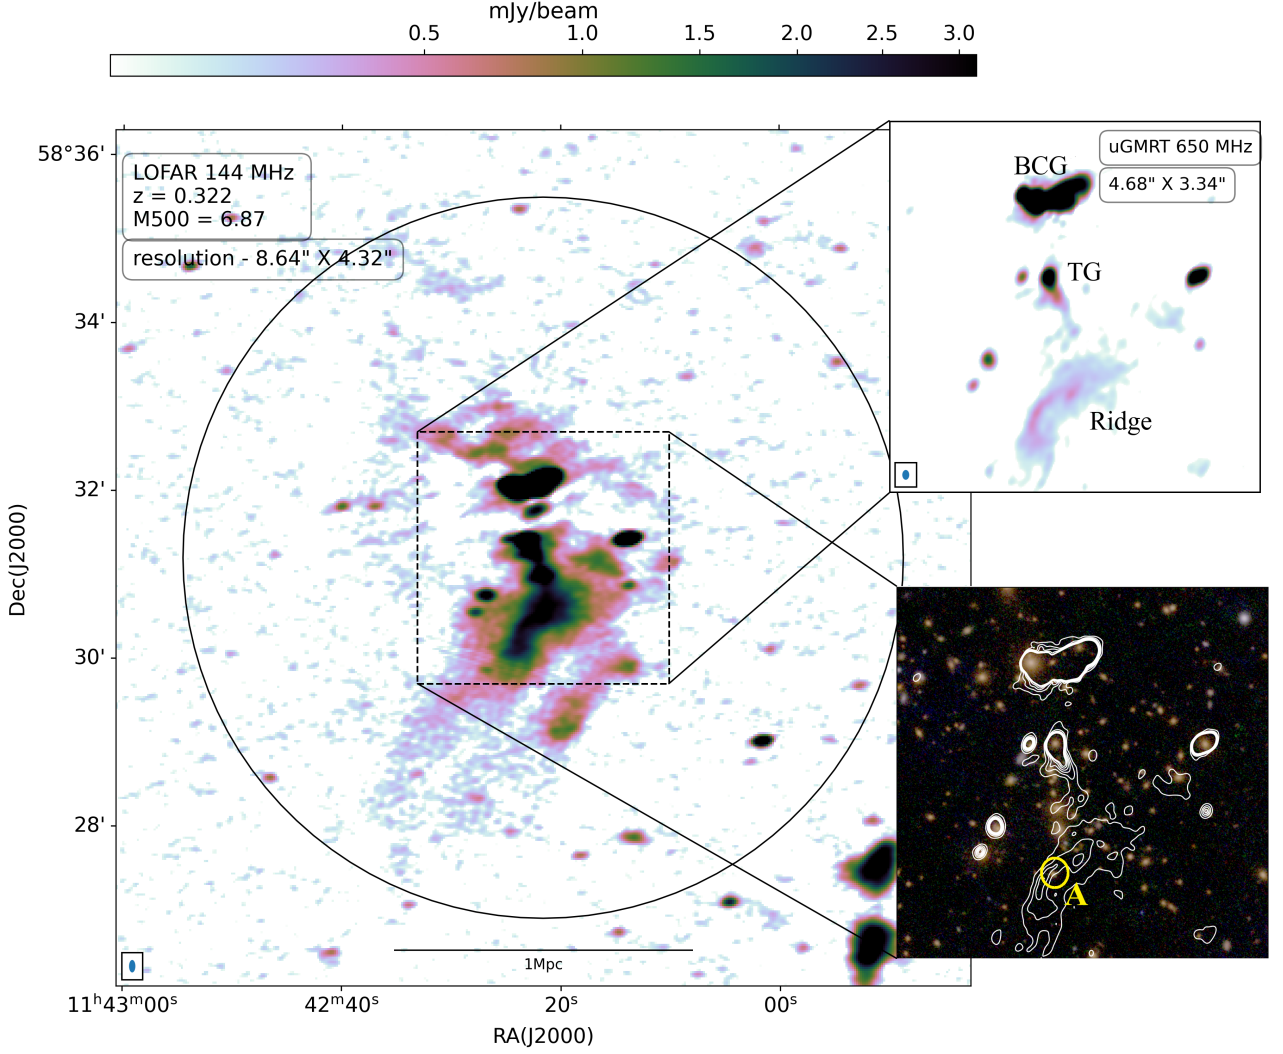 mJy/beam
0.5 1.0 1.5 2.0 2.5 3.0
58°36'
34'
32'
30'
28'
Dec(J2000)
LOFAR 144 MHz
z = 0.322
M500 = 6.87
resolution - 8.64" X 4.32"
uGMRT 650 MHz
4.68" X 3.34"
BCG
TG
Ridge
A
1Mpc
11ʰ43ᵐ00ˢ 42ᵐ40ˢ 20ˢ 00ˢ
RA(J2000)